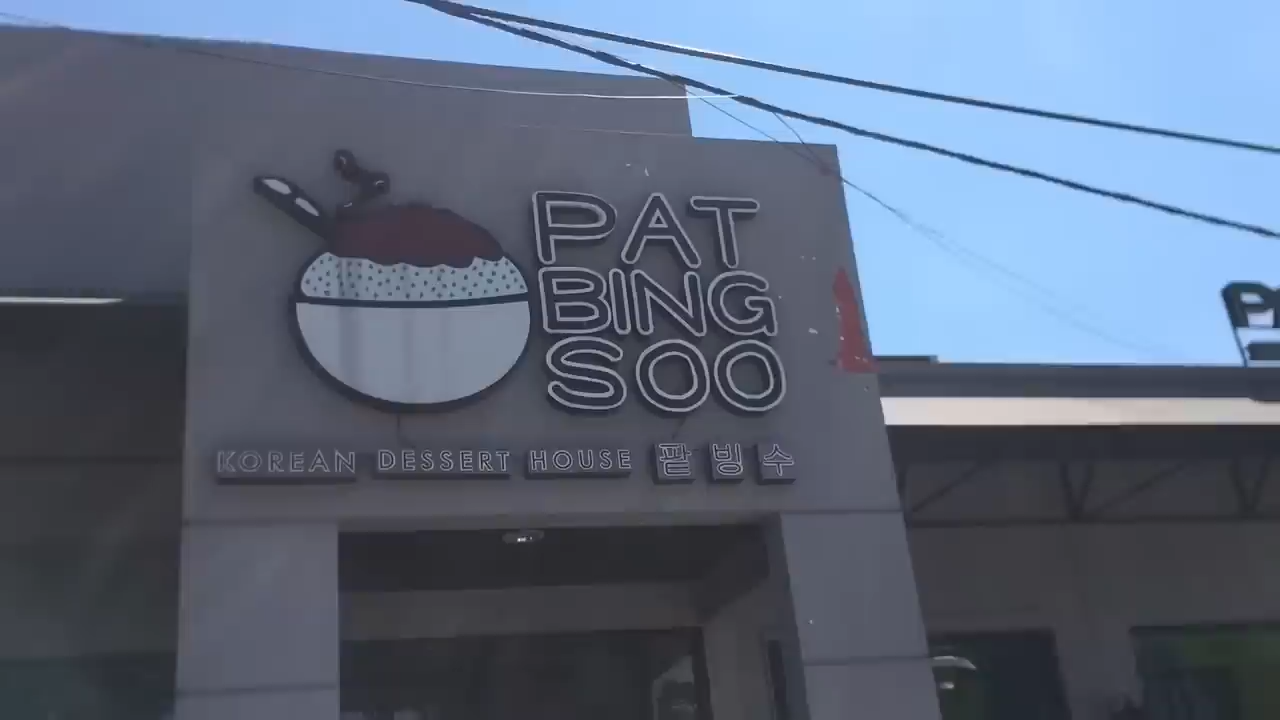 PAT
BING
SOO
KOREAN DESSERT HOUSE 팥빙수